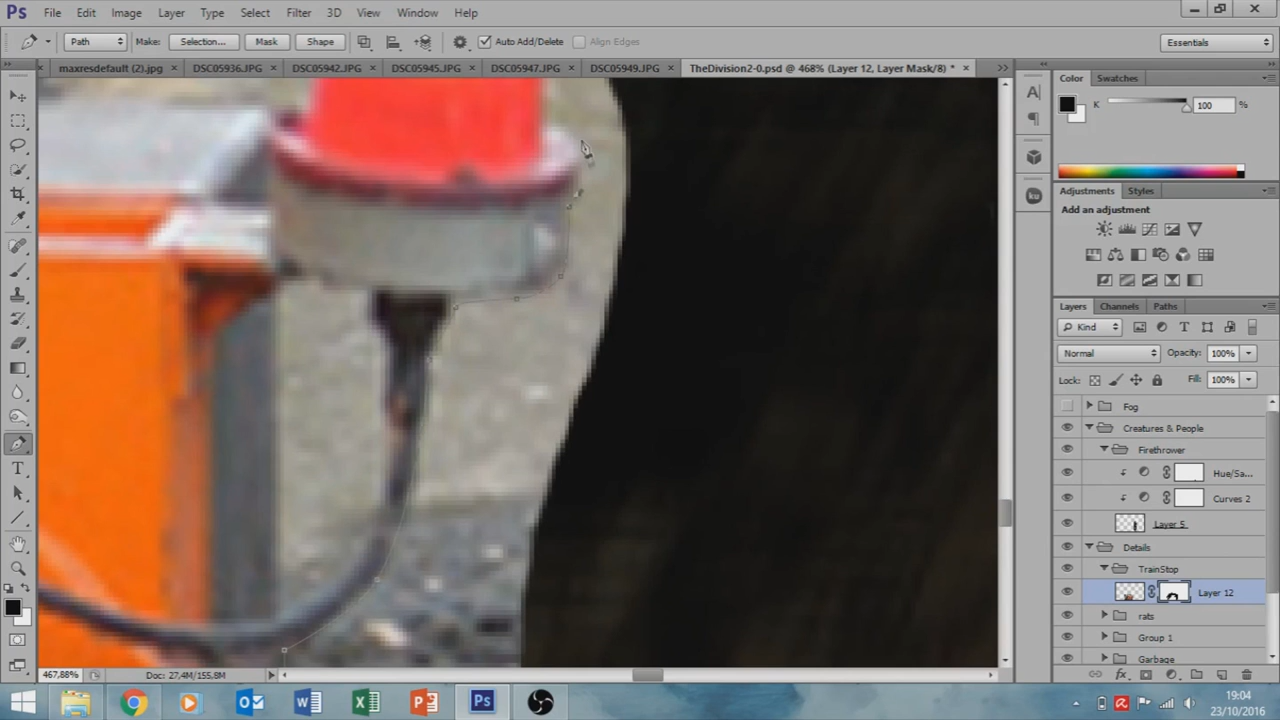 Ps File Edit Image Layer Type Select Filter 3D View Window Help
Path Make: Selection... Mask Shape Auto Add/Delete Align Edges Essentials
maxresdefault (2).jpg × DSC05936.JPG × DSC05942.JPG × DSC05945.JPG × DSC05947.JPG × DSC05949.JPG × TheDivision2-0.psd @ 468% (Layer 12, Layer Mask/8) * ×
Color Swatches
K 100 %
Adjustments Styles
Add an adjustment
Layers Channels Paths
Kind
Normal Opacity: 100%
Lock: Fill: 100%
Fog
Creatures & People
Firethrower
Hue/Sa...
Curves 2
Layer 5
Details
TrainStop
Layer 12
rats
Group 1
Garbage
467,88% Doc: 27,4M/155,8M
19:04
23/10/2016